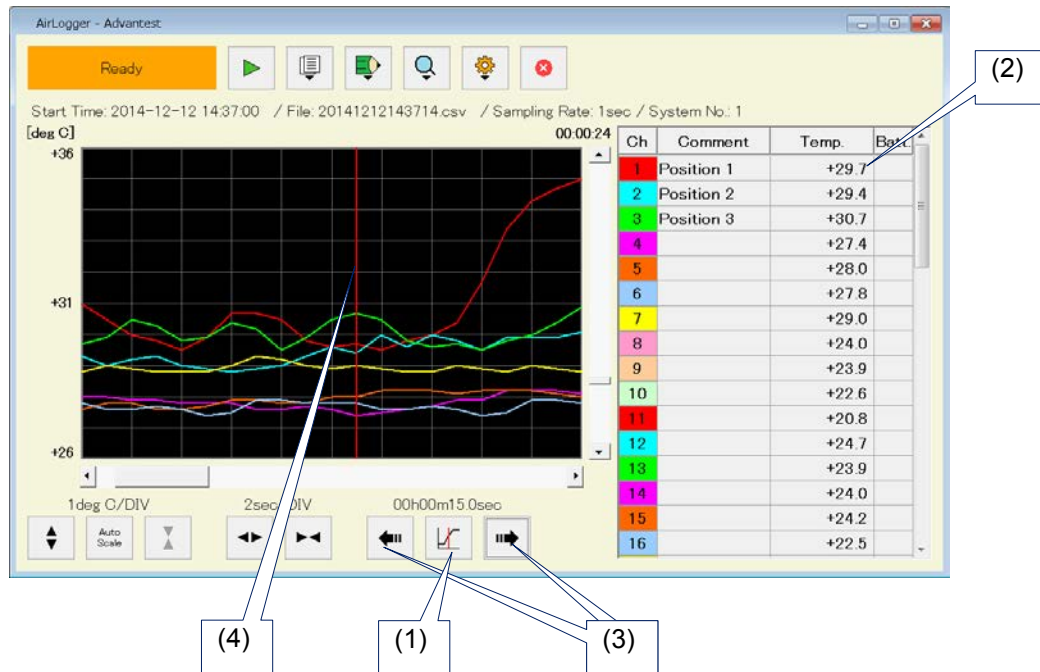 AirLogger - Advantest
Ready
(2)
Start Time: 2014-12-12 14:37:00 / File: 20141212143714.csv / Sampling Rate: 1sec / System No.: 1
[deg C] 00:00:24
Ch Comment Temp. Batt.
+36
1 Position 1 +29.7
2 Position 2 +29.4
3 Position 3 +30.7
4 +27.4
5 +28.0
6 +27.8
+31
7 +29.0
8 +24.0
9 +23.9
10 +22.6
11 +20.8
12 +24.7
+26
13 +23.9
14 +24.0
15 +24.2
16 +22.5
1deg C/DIV 2sec/DIV 00h00m15.0sec
Auto
Scale
(4) (1) (3)